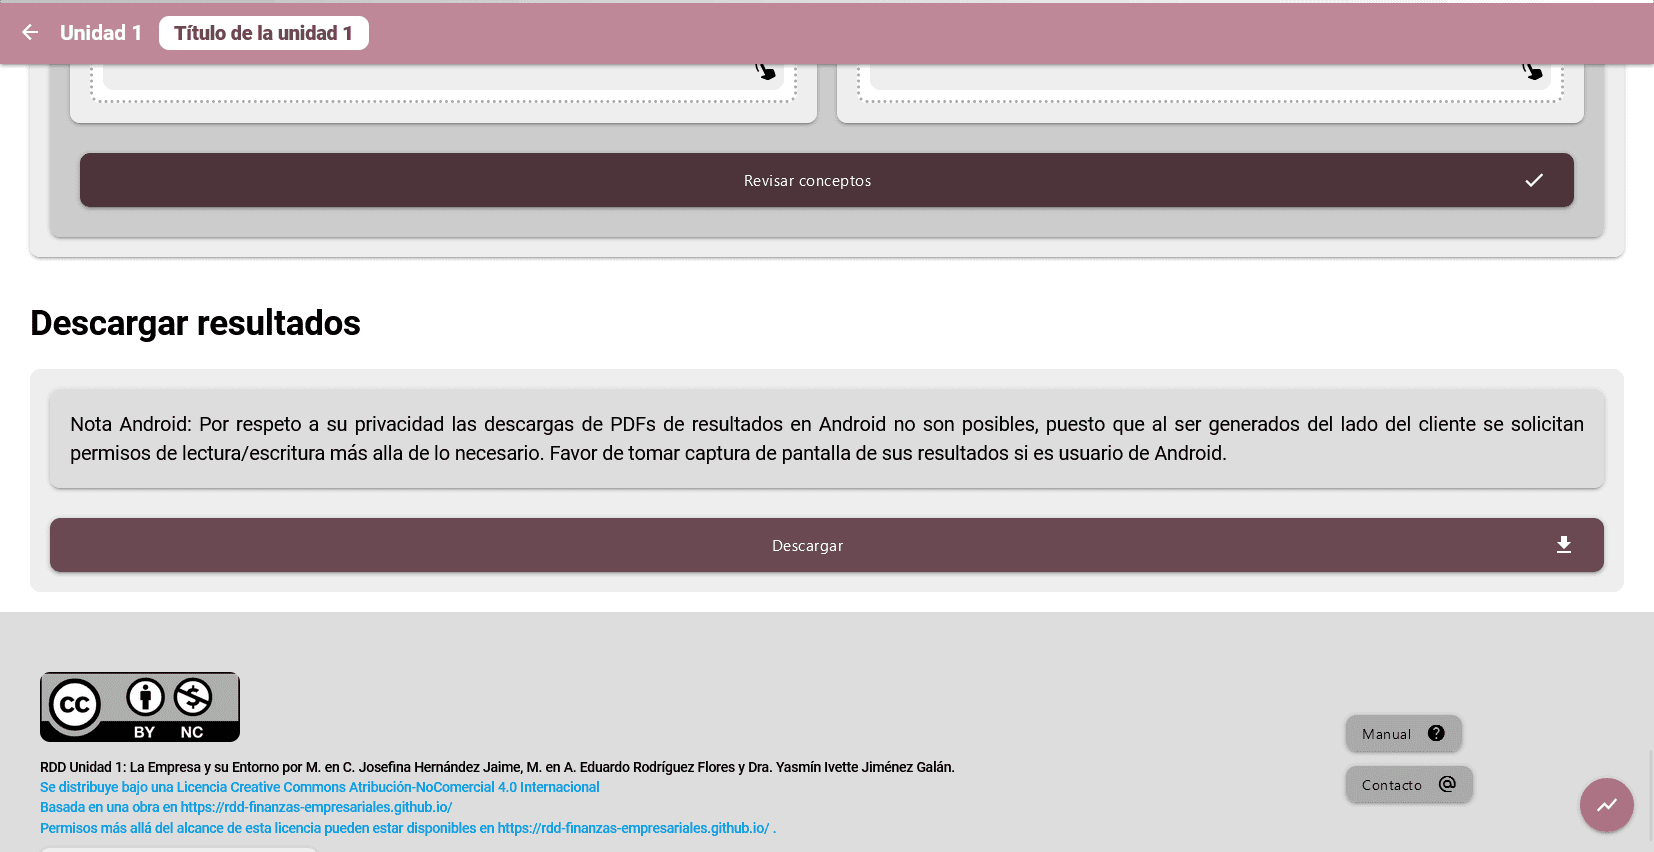 Unidad 1 Título de la unidad 1
Revisar conceptos
Descargar resultados
Nota Android: Por respeto a su privacidad las descargas de PDFs de resultados en Android no son posibles, puesto que al ser generados del lado del cliente se solicitan
permisos de lectura/escritura más alla de lo necesario. Favor de tomar captura de pantalla de sus resultados si es usuario de Android.
Descargar
CC BY NC
RDD Unidad 1: La Empresa y su Entorno por M. en C. Josefina Hernández Jaime, M. en A. Eduardo Rodríguez Flores y Dra. Yasmín Ivette Jiménez Galán.
Se distribuye bajo una Licencia Creative Commons Atribución-NoComercial 4.0 Internacional
Basada en una obra en https://rdd-finanzas-empresariales.github.io/
Permisos más allá del alcance de esta licencia pueden estar disponibles en https://rdd-finanzas-empresariales.github.io/ .
Manual
Contacto